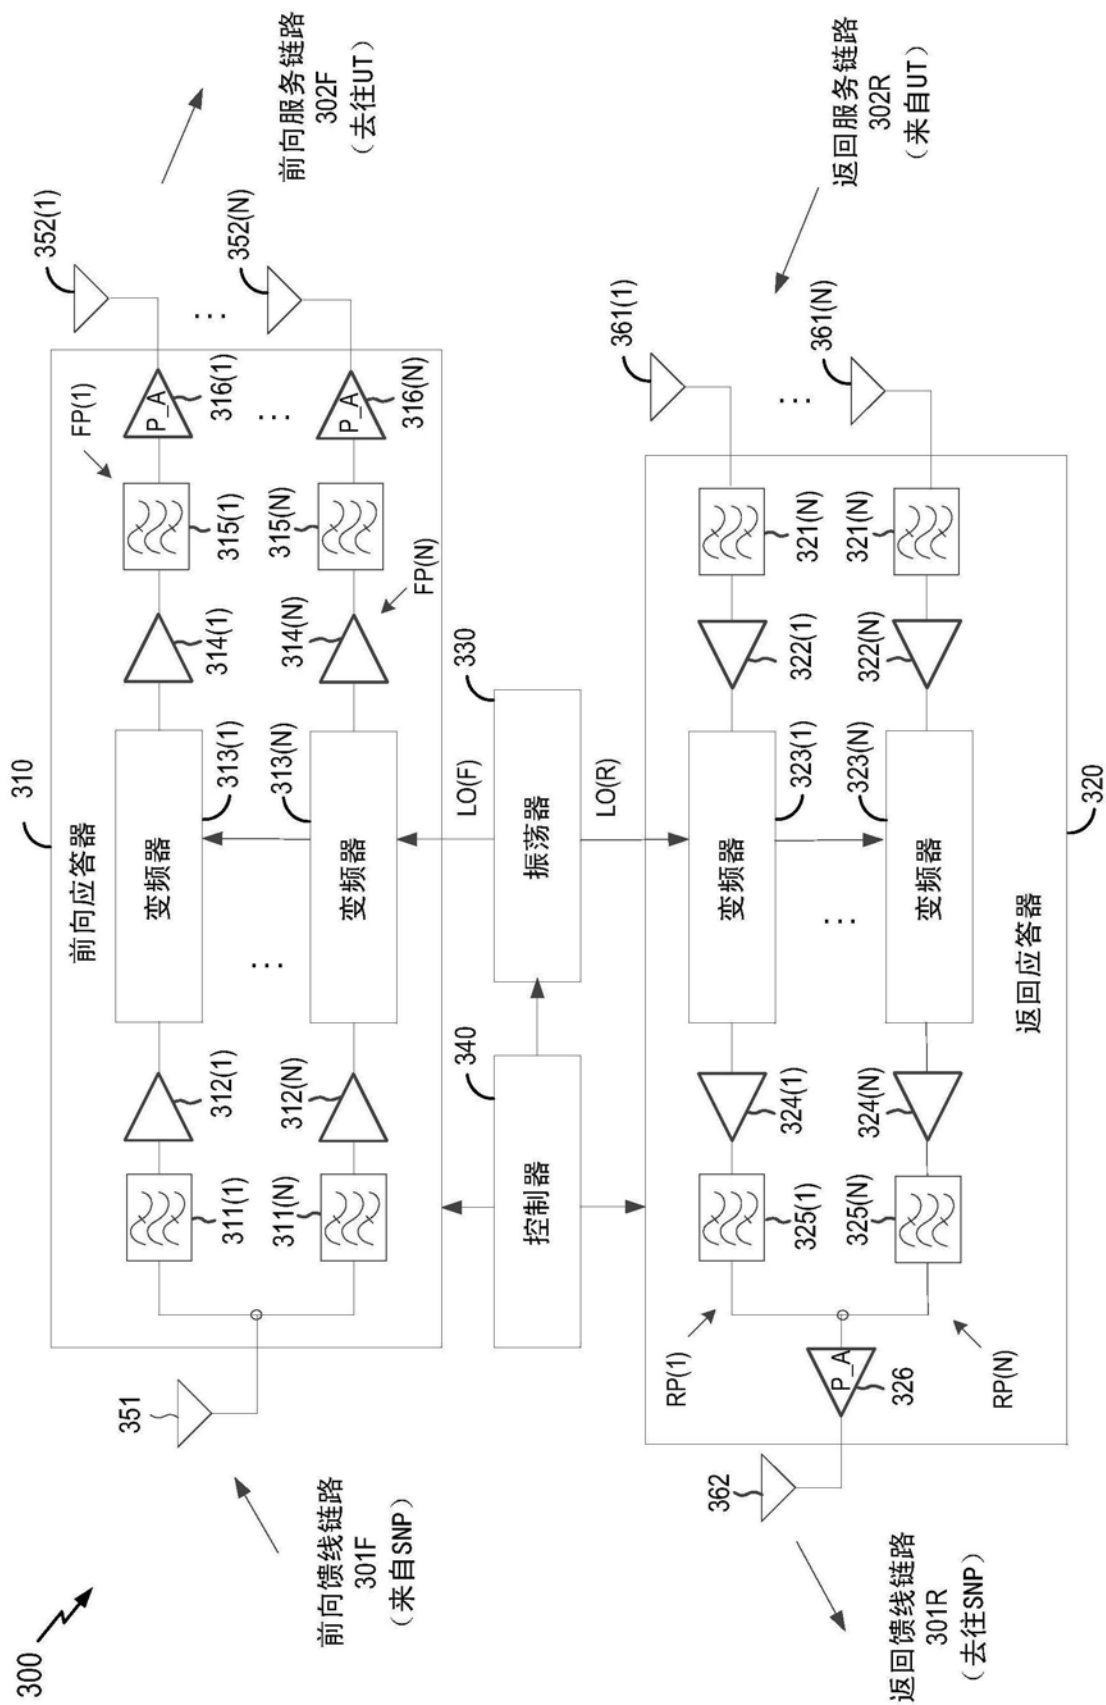 300
前向馈线链路
301F
(来自SNP)
351
310
前向应答器
311(1)
312(1)
变频器
313(1)
314(1)
315(1)
FP(1)
P_A
316(1)
352(1)
前向服务链路
302F
(去往UT)
...
...
...
311(N)
312(N)
变频器
313(N)
314(N)
FP(N)
315(N)
P_A
316(N)
352(N)
340
控制器
330
振荡器
LO(F)
LO(R)
返回馈线链路
301R
(去往SNP)
362
P_A
326
RP(1)
325(1)
324(1)
变频器
323(1)
322(1)
321(N)
361(1)
返回服务链路
302R
(来自UT)
...
...
RP(N)
325(N)
324(N)
变频器
323(N)
322(N)
321(N)
361(N)
返回应答器
320